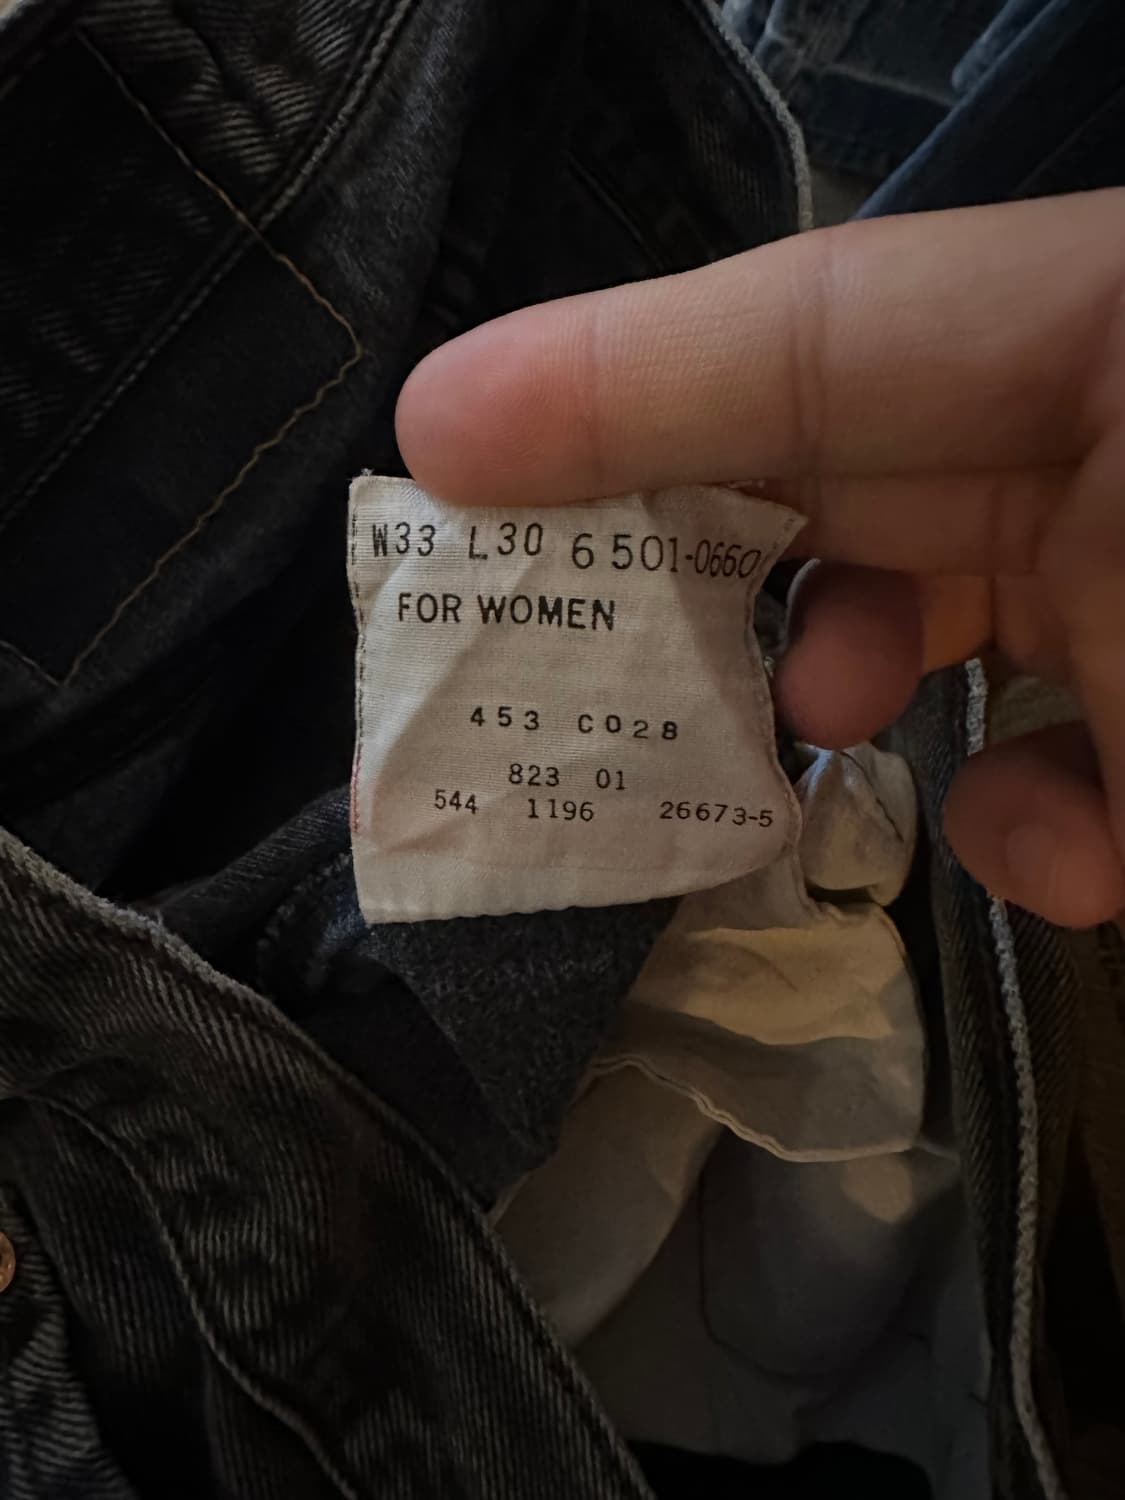 W33 L30 6 501-0660
FOR WOMEN
453 C028
823 01
544 1196 26673-5